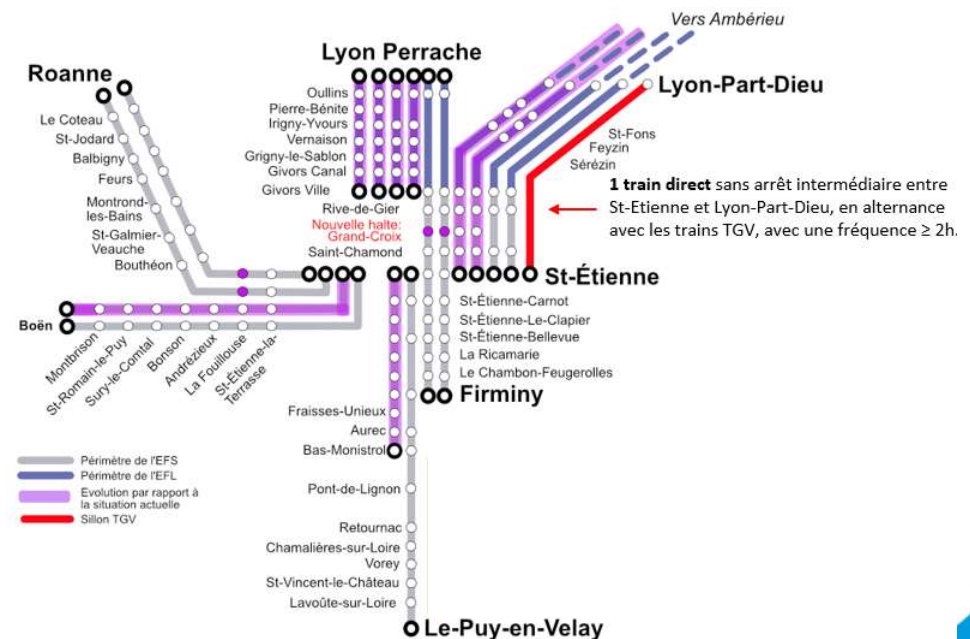 Vers Ambérieu
Lyon Perrache
Roanne
Lyon-Part-Dieu
Oullins
Pierre-Bénite
Irigny-Yvours
Vernaison
Grigny-le-Sablon
Givors Canal
Givors Ville
Le Coteau
St-Jodard
Balbigny
Feurs
Montrond-
les-Bains
St-Galmier-
Veauche
Bouthéon
St-Fons
Feyzin
Sérézin
1 train direct sans arrêt intermédiaire entre
St-Etienne et Lyon-Part-Dieu, en alternance
avec les trains TGV, avec une fréquence ≥ 2h.
Rive-de-Gier
Nouvelle halte:
Grand-Croix
Saint-Chamond
St-Étienne
Boën
Montbrison
St-Romain-le-Puy
Sury-le-Comtal
Bonson
Andrézieux
La Fouillouse
St-Étienne-la-
Terrasse
St-Étienne-Carnot
St-Étienne-Le-Clapier
St-Étienne-Bellevue
La Ricamarie
Le Chambon-Feugerolles
Firminy
Fraisses-Unieux
Aurec
Bas-Monistrol
Pont-de-Lignon
Retournac
Chamalières-sur-Loire
Vorey
St-Vincent-le-Château
Lavoûte-sur-Loire
Le-Puy-en-Velay
Périmètre de l'EFS
Périmètre de l'EFL
Evolution par rapport à
la situation actuelle
Sillon TGV